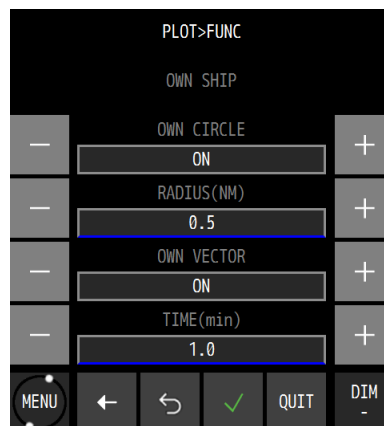 PLOT>FUNC
OWN SHIP
OWN CIRCLE
ON
RADIUS(NM)
0.5
OWN VECTOR
ON
TIME(min)
1.0
MENU
QUIT
DIM
-